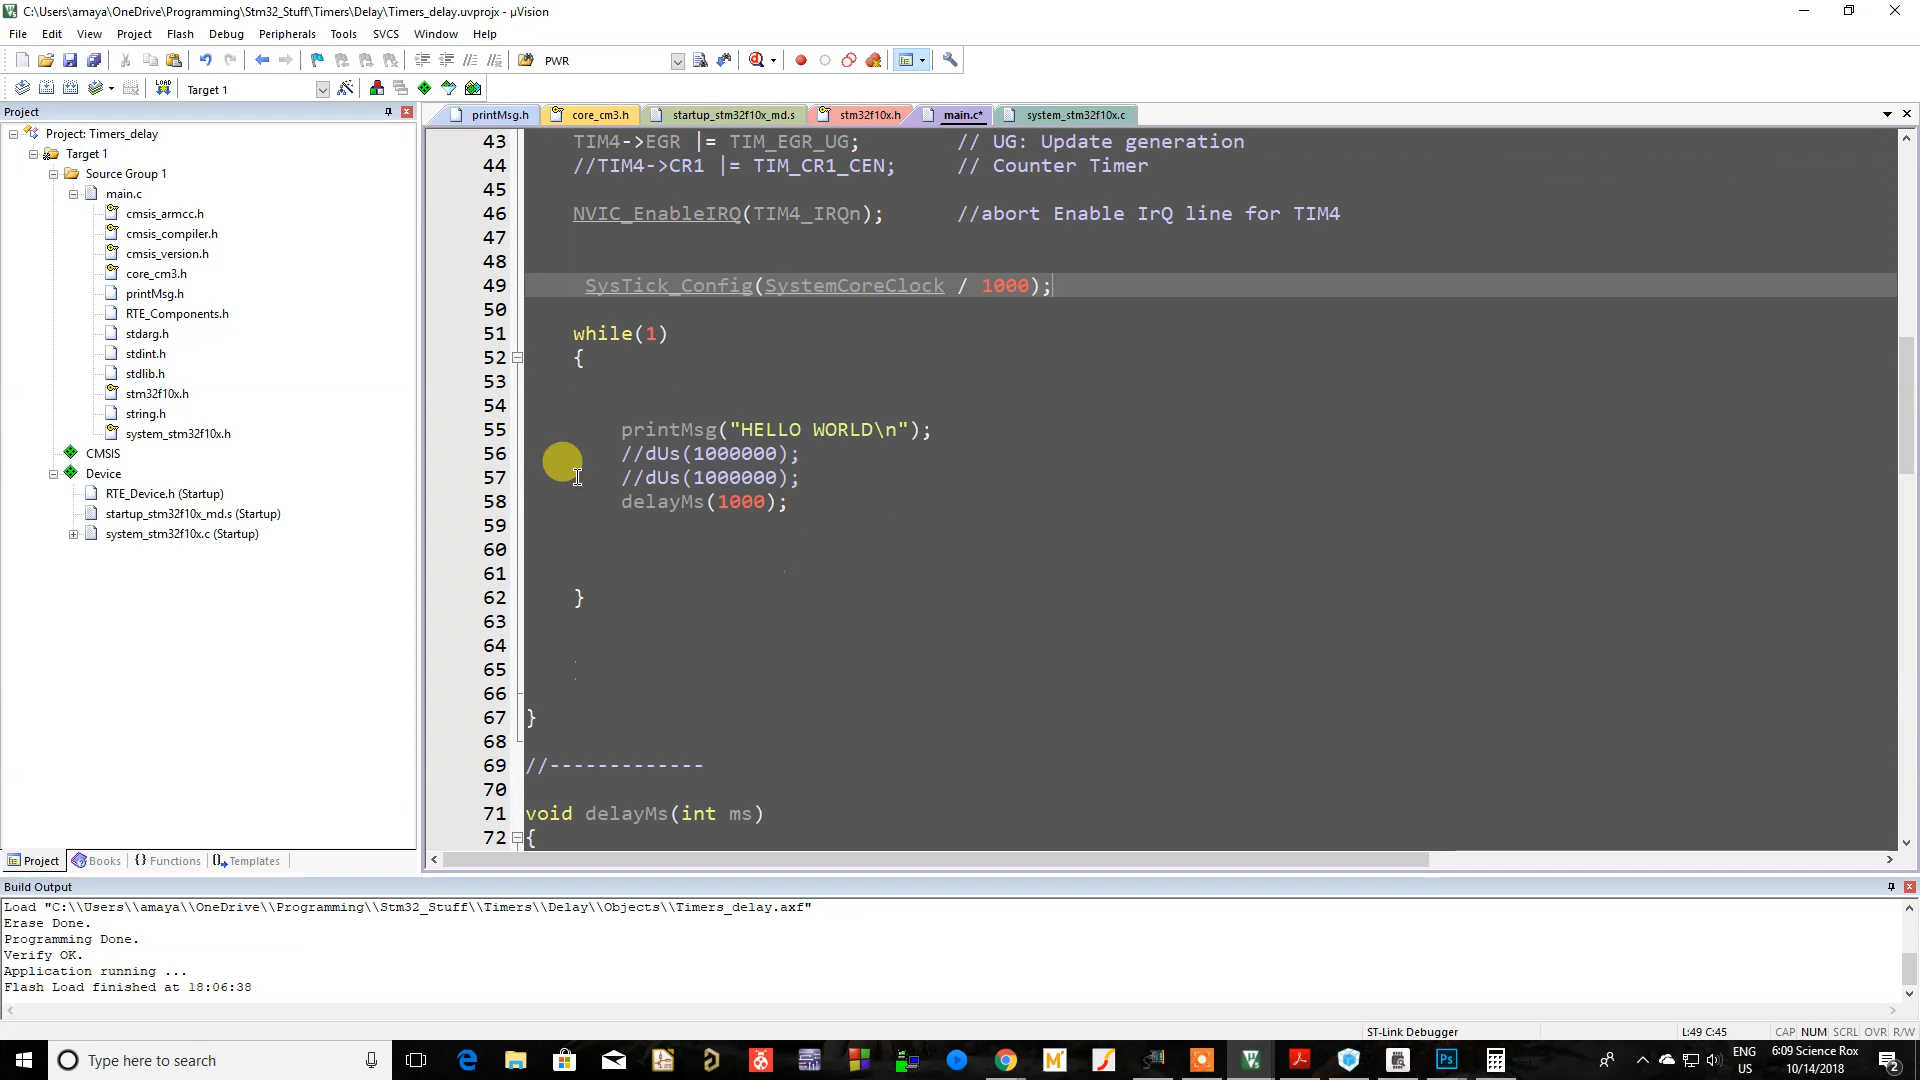 C:\Users\amaya\OneDrive\Programming\Stm32_Stuff\Timers\Delay\Timers_delay.uvprojx - µVision
File Edit View Project Flash Debug Peripherals Tools SVCS Window Help
PWR
LOAD
Target 1
Project
Project: Timers_delay
Target 1
Source Group 1
main.c
cmsis_armcc.h
cmsis_compiler.h
cmsis_version.h
core_cm3.h
printMsg.h
RTE_Components.h
stdarg.h
stdint.h
stdlib.h
stm32f10x.h
string.h
system_stm32f10x.h
CMSIS
Device
RTE_Device.h (Startup)
startup_stm32f10x_md.s (Startup)
system_stm32f10x.c (Startup)
Project Books {} Functions Templates
printMsg.h core_cm3.h startup_stm32f10x_md.s stm32f10x.h main.c* system_stm32f10x.c
43 TIM4->EGR |= TIM_EGR_UG; // UG: Update generation
44 //TIM4->CR1 |= TIM_CR1_CEN; // Counter Timer
45
46 NVIC_EnableIRQ(TIM4_IRQn); //abort Enable IrQ line for TIM4
47
48
49 SysTick_Config(SystemCoreClock / 1000);
50
51 while(1)
52 {
53
54
55 printMsg("HELLO WORLD\n");
56 //dUs(1000000);
57 //dUs(1000000);
58 delayMs(1000);
59
60
61
62 }
63
64
65
66
67 }
68
69 //-------------
70
71 void delayMs(int ms)
72 {
Build Output
Load "C:\\Users\\amaya\\OneDrive\\Programming\\Stm32_Stuff\\Timers\\Delay\\Objects\\Timers_delay.axf"
Erase Done.
Programming Done.
Verify OK.
Application running ...
Flash Load finished at 18:06:38
ST-Link Debugger L:49 C:45 CAP NUM SCRL OVR R/W
Type here to search
ENG
US
6:09 Science Rox
10/14/2018
2